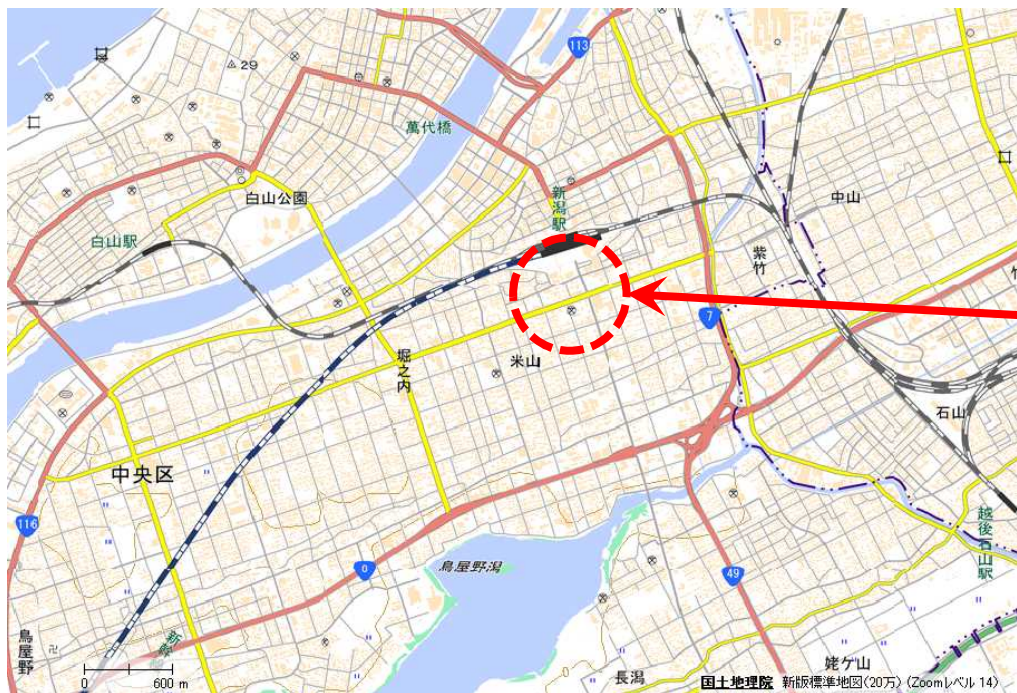 113
29
萬代橋
白山公園
新潟駅
中山
白山駅
紫竹
7
堀之内
米山
石山
中央区
116
越後石山駅
鳥屋野潟
0
49
鳥屋野
新幹
0 600 m
長潟
姥ケ山
国土地理院 新版標準地図(20万) (Zoomレベル 14)